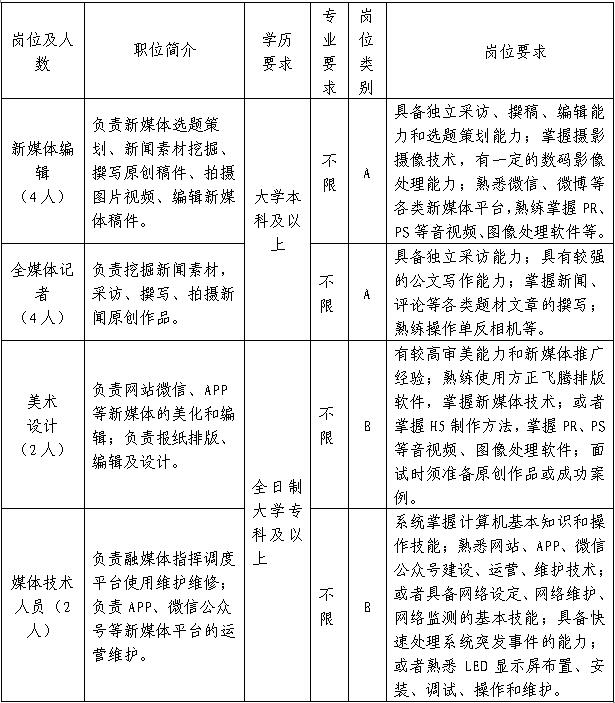 岗位及人
数
职位简介
学历
要求
专
业
要
求
岗
位
类
别
岗位要求
新媒体编
辑
（4人）
负责新媒体选题策
划、新闻素材挖掘、
撰写原创稿件、拍摄
图片视频、编辑新媒
体稿件。
大学本
科及以
上
不
限
A
具备独立采访、撰稿、编辑能
力和选题策划能力；掌握摄影
摄像技术，有一定的数码影像
处理能力；熟悉微信、微博等
各类新媒体平台，熟练掌握PR、
PS等音视频、图像处理软件等。
全媒体记
者
（4人）
负责挖掘新闻素材，
采访、撰写、拍摄新
闻原创作品。
不
限
A
具备独立采访能力；具有较强
的公文写作能力；掌握新闻、
评论等各类题材文章的撰写；
熟练操作单反相机等。
美术
设计
（2人）
负责网站微信、APP
等新媒体的美化和编
辑；负责报纸排版、
编辑及设计。
全日制
大学专
科及以
上
不
限
B
有较高审美能力和新媒体推广
经验；熟练使用方正飞腾排版
软件，掌握新媒体技术；或者
掌握H5制作方法，掌握PR、PS
等音视频、图像处理软件；面
试时须准备原创作品或成功案
例。
媒体技术
人员（2
人）
负责融媒体指挥调度
平台使用维护维修；
负责APP、微信公众
号等新媒体平台的运
营维护。
不
限
B
系统掌握计算机基本知识和操
作技能；熟悉网站、APP、微信
公众号建设、运营、维护技术；
或者具备网络设定、网络维护、
网络监测的基本技能；具备快
速处理系统突发事件的能力；
或者熟悉LED显示屏布置、安
装、调试、操作和维护。